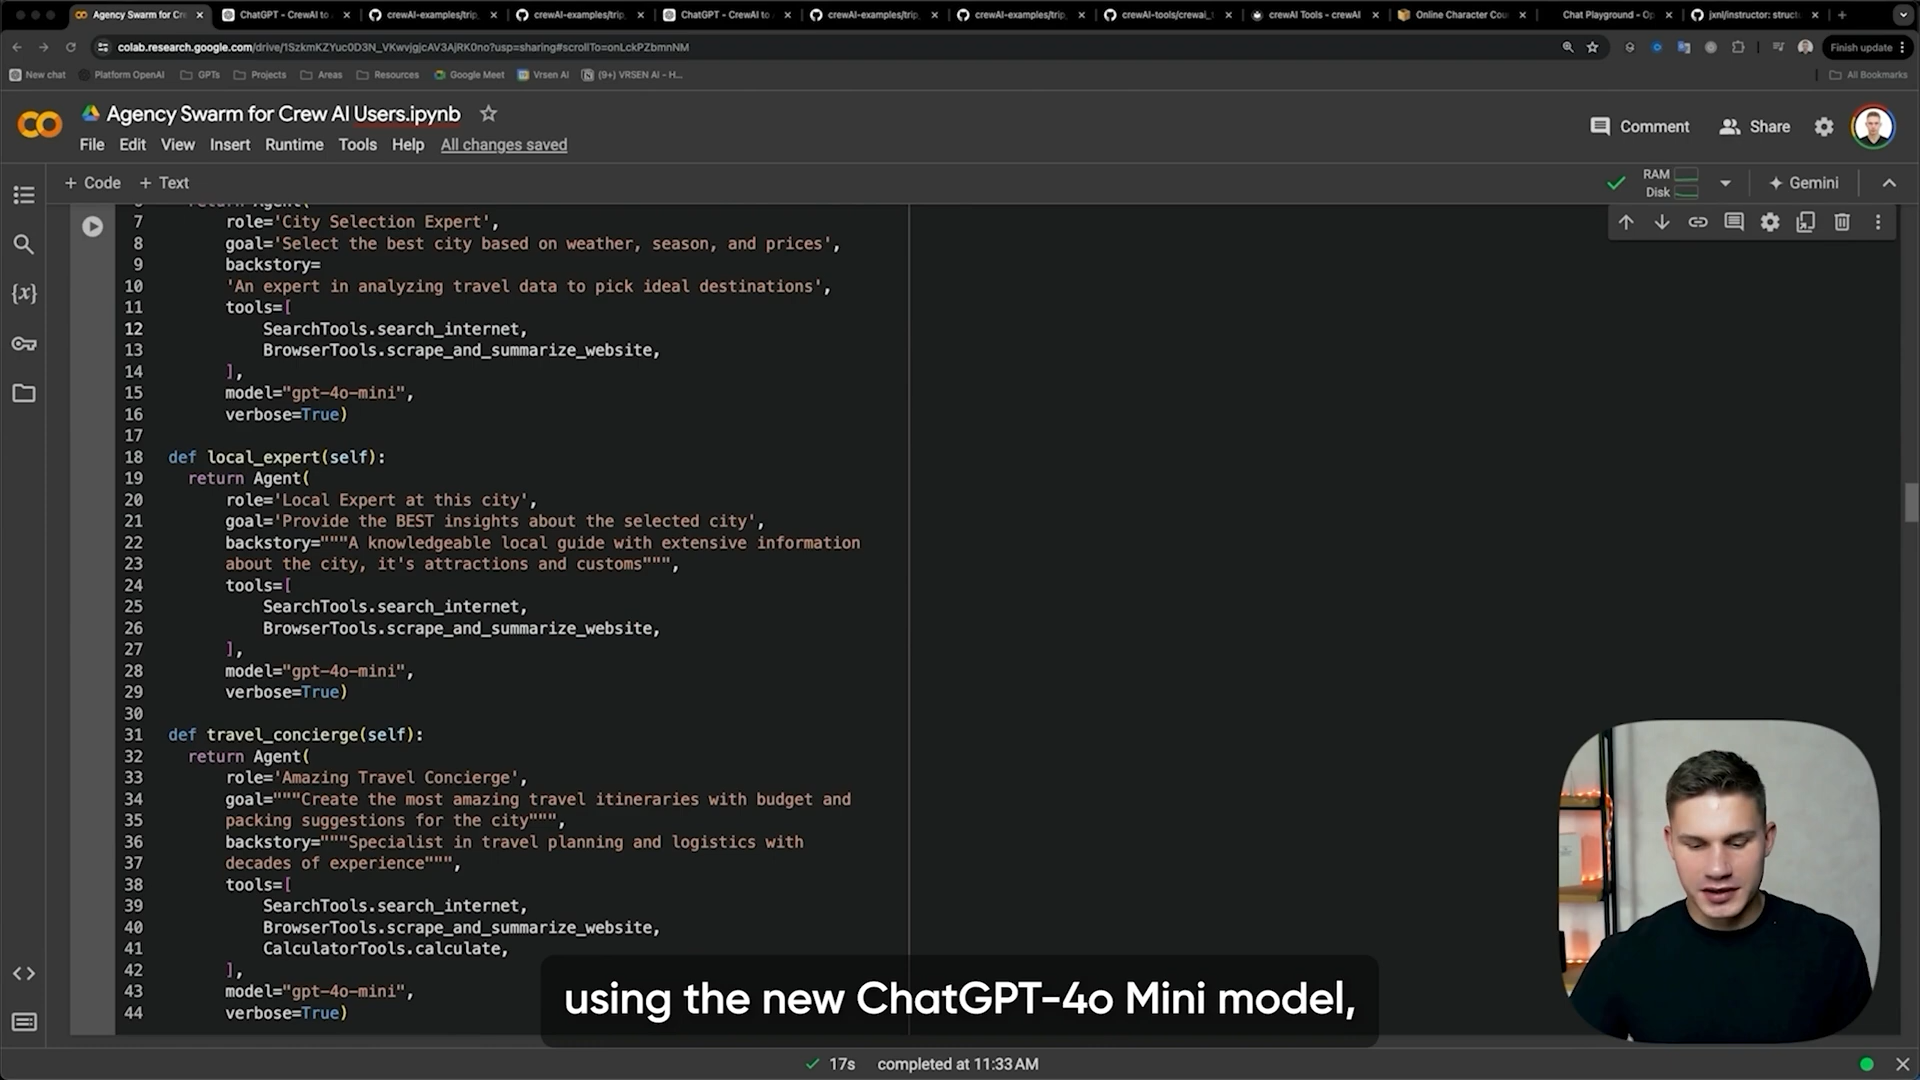 Agency Swarm for Cre
ChatGPT - CrewAI to
crewAI-examples/trip_
crewAI-examples/trip_
ChatGPT - CrewAI to
crewAI-examples/trip_
crewAI-examples/trip_
crewAI-tools/crewai_t
crewAI Tools - crewAI
Online Character Cou
Chat Playground - Op
jxnl/instructor: struct
colab.research.google.com/drive/1SzkmKZYuc0D3N_VKwvjgjcAV3AjRK0no?usp=sharing#scrollTo=onLckPZbmnNM
Finish update
New chat
Platform OpenAI
GPTs
Projects
Areas
Resources
Google Meet
Vrsen AI
(9+) VRSEN AI - H...
All Bookmarks
Agency Swarm for Crew AI Users.ipynb
Comment
Share
File Edit View Insert Runtime Tools Help All changes saved
+ Code + Text
RAM
Disk
Gemini
6 return Agent(
7 role='City Selection Expert',
8 goal='Select the best city based on weather, season, and prices',
9 backstory=
10 'An expert in analyzing travel data to pick ideal destinations',
11 tools=[
12 SearchTools.search_internet,
13 BrowserTools.scrape_and_summarize_website,
14 ],
15 model="gpt-4o-mini",
16 verbose=True)
17
18 def local_expert(self):
19 return Agent(
20 role='Local Expert at this city',
21 goal='Provide the BEST insights about the selected city',
22 backstory="""A knowledgeable local guide with extensive information
23 about the city, it's attractions and customs""",
24 tools=[
25 SearchTools.search_internet,
26 BrowserTools.scrape_and_summarize_website,
27 ],
28 model="gpt-4o-mini",
29 verbose=True)
30
31 def travel_concierge(self):
32 return Agent(
33 role='Amazing Travel Concierge',
34 goal="""Create the most amazing travel itineraries with budget and
35 packing suggestions for the city""",
36 backstory="""Specialist in travel planning and logistics with
37 decades of experience""",
38 tools=[
39 SearchTools.search_internet,
40 BrowserTools.scrape_and_summarize_website,
41 CalculatorTools.calculate,
42 ],
43 model="gpt-4o-mini",
44 verbose=True)
using the new ChatGPT-4o Mini model,
17s completed at 11:33 AM